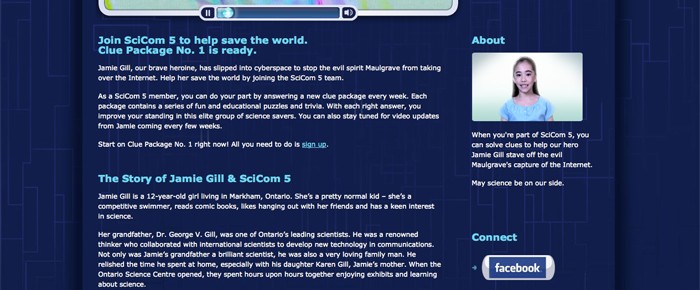 Join SciCom 5 to help save the world.
Clue Package No. 1 is ready.
Jamie Gill, our brave heroine, has slipped into cyberspace to stop the evil spirit Maulgrave from taking
over the Internet. Help her save the world by joining the SciCom 5 team.
As a SciCom 5 member, you can do your part by answering a new clue package every week. Each
package contains a series of fun and educational puzzles and trivia. With each right answer, you
improve your standing in this elite group of science savers. You can also stay tuned for video updates
from Jamie coming every few weeks.
Start on Clue Package No. 1 right now! All you need to do is sign up.
The Story of Jamie Gill & SciCom 5
Jamie Gill is a 12-year-old girl living in Markham, Ontario. She's a pretty normal kid – she's a
competitive swimmer, reads comic books, likes hanging out with her friends and has a keen interest
in science.
Her grandfather, Dr. George V. Gill, was one of Ontario's leading scientists. He was a renowned
thinker who collaborated with international scientists to develop new technology in communications.
Not only was Jamie's grandfather a brilliant scientist, he was also a very loving family man. He
relished the time he spent at home, especially with his daughter Karen Gill, Jamie's mother. When the
Ontario Science Centre opened, they spent hours upon hours together enjoying exhibits and learning
about science.
About
When you're part of SciCom 5, you
can solve clues to help our hero
Jamie Gill stave off the evil
Maulgrave's capture of the Internet.
May science be on our side.
Connect
facebook